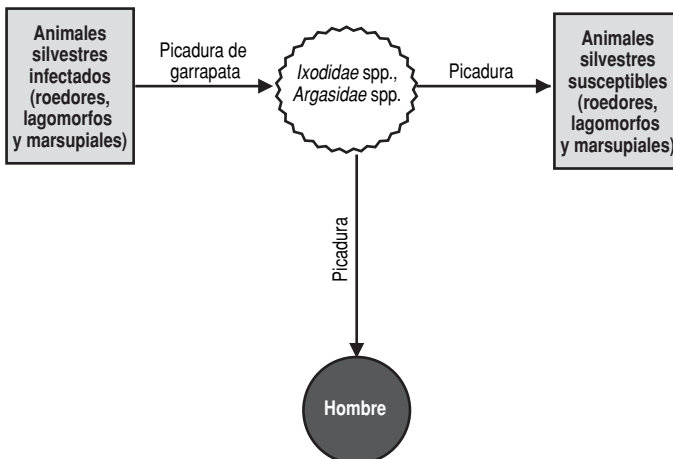 Animales
silvestres
infectados
(roedores,
lagomorfos
y marsupiales)
Picadura de
garrapata
Ixodidae spp.,
Argasidae spp.
Picadura
Animales
silvestres
susceptibles
(roedores,
lagomorfos
y marsupiales)
Picadura
Hombre